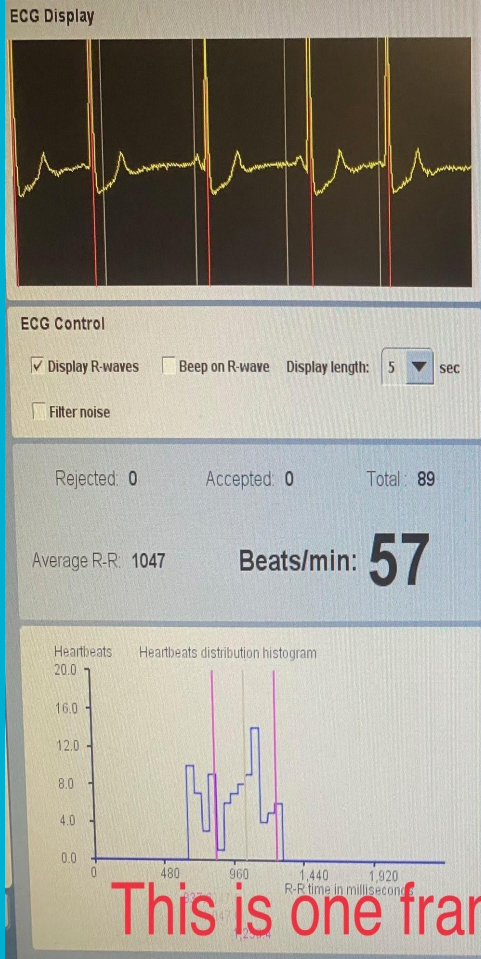 ECG Display
ECG Control
Display R-waves Beep on R-wave Display length: 5 sec
Filter noise
Rejected: 0 Accepted: 0 Total : 89
Average R-R: 1047 Beats/min: 57
Heartbeats Heartbeats distribution histogram
20.0
16.0
12.0
8.0
4.0
0.0
0 480 960 1,440 1,920
R-R time in milliseconds
This is one